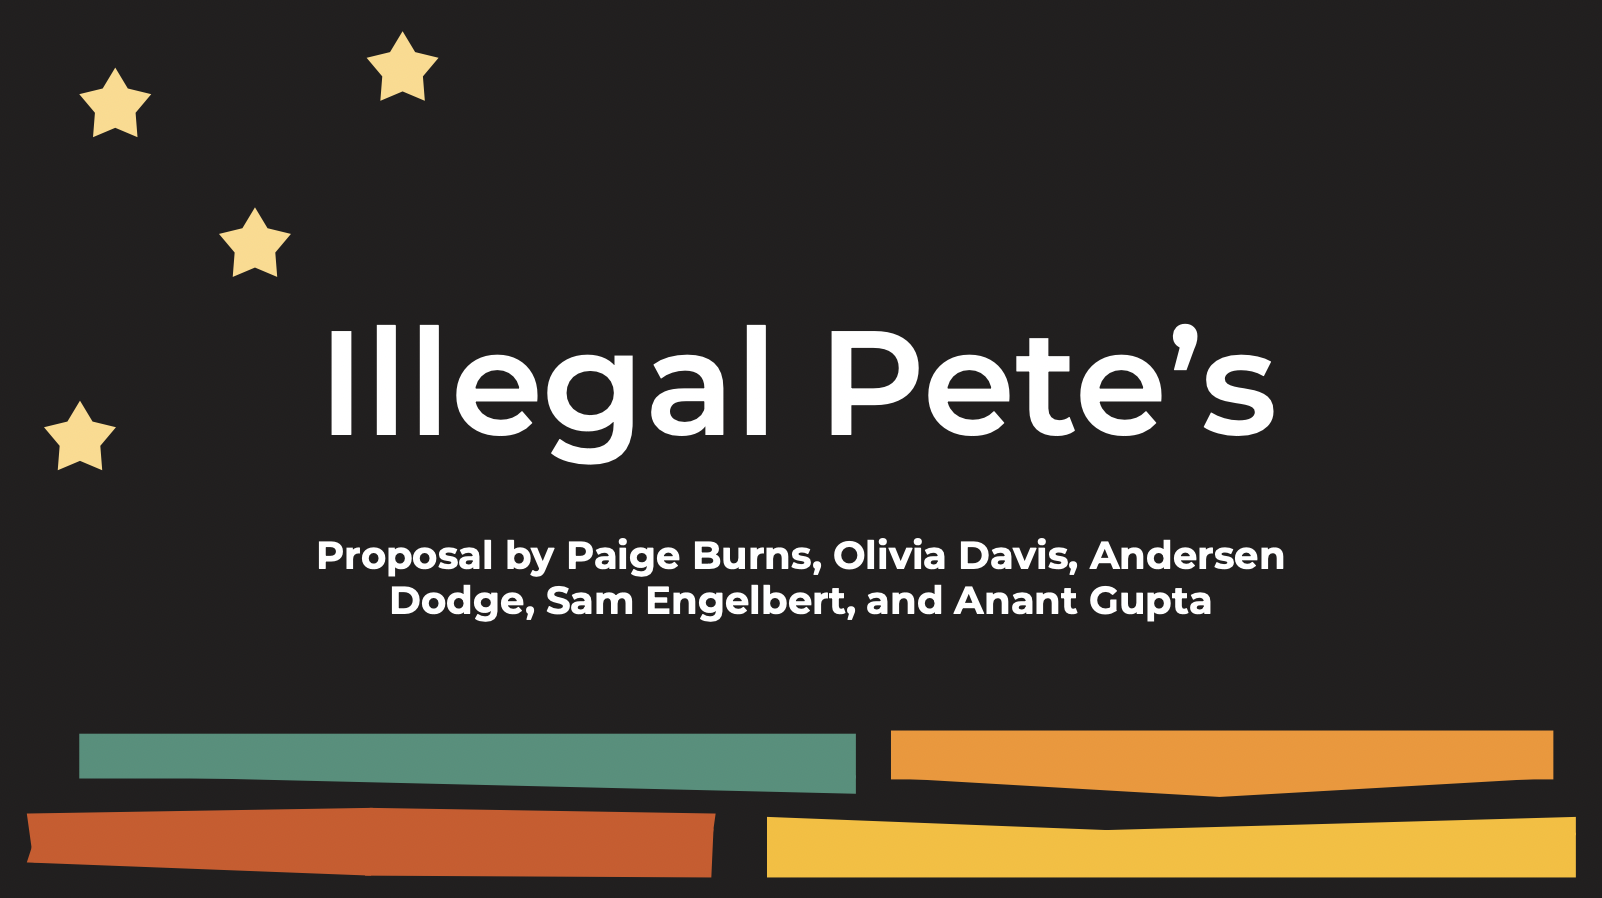 Illegal Pete’s
Proposal by Paige Burns, Olivia Davis, Andersen
Dodge, Sam Engelbert, and Anant Gupta